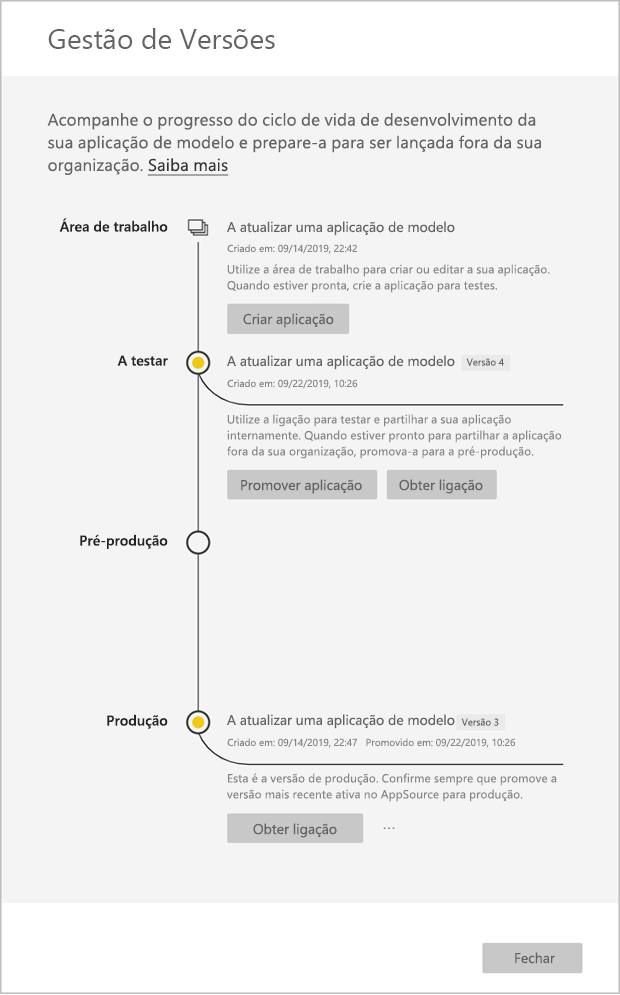 Gestão de Versões
Acompanhe o progresso do ciclo de vida de desenvolvimento da
sua aplicação de modelo e prepare-a para ser lançada fora da sua
organização. Saiba mais
Área de trabalho
A atualizar uma aplicação de modelo
Criado em: 09/14/2019, 22:42
Utilize a área de trabalho para criar ou editar a sua aplicação.
Quando estiver pronta, crie a aplicação para testes.
Criar aplicação
A testar
A atualizar uma aplicação de modelo Versão 4
Criado em: 09/22/2019, 10:26
Utilize a ligação para testar e partilhar a sua aplicação
internamente. Quando estiver pronto para partilhar a aplicação
fora da sua organização, promova-a para a pré-produção.
Promover aplicação Obter ligação
Pré-produção
Produção
A atualizar uma aplicação de modelo Versão 3
Criado em: 09/14/2019, 22:47 Promovido em: 09/22/2019, 10:26
Esta é a versão de produção. Confirme sempre que promove a
versão mais recente ativa no AppSource para produção.
Obter ligação ...
Fechar